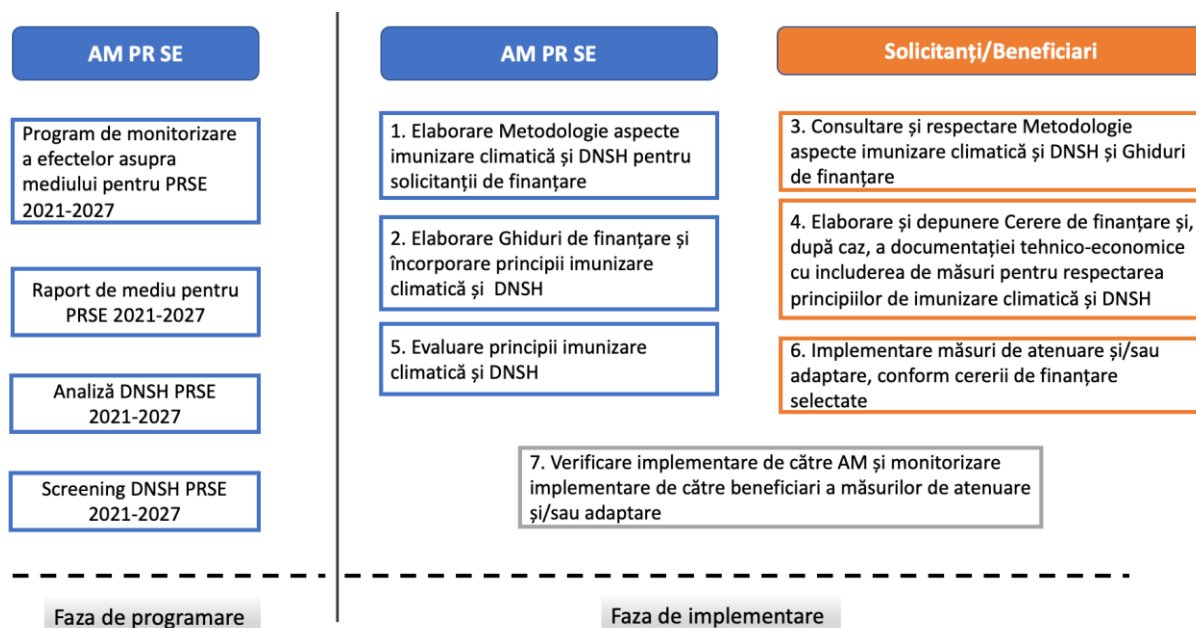 AM PR SE
Program de monitorizare
a efectelor asupra
mediului pentru PRSE
2021-2027
Raport de mediu pentru
PRSE 2021-2027
Analiză DNSH PRSE
2021-2027
Screening DNSH PRSE
2021-2027
Faza de programare
AM PR SE
1. Elaborare Metodologie aspecte
imunizare climatică și DNSH pentru
solicitanții de finanțare
2. Elaborare Ghiduri de finanțare și
încorporare principii imunizare
climatică și DNSH
5. Evaluare principii imunizare
climatică și DNSH
Solicitanți/Beneficiari
3. Consultare și respectare Metodologie
aspecte imunizare climatică și DNSH și Ghiduri
de finanțare
4. Elaborare și depunere Cerere de finanțare și,
după caz, a documentației tehnico-economice
cu includerea de măsuri pentru respectarea
principiilor de imunizare climatică și DNSH
6. Implementare măsuri de atenuare și/sau
adaptare, conform cererii de finanțare
selectate
7. Verificare implementare de către AM și monitorizare
implementare de către beneficiari a măsurilor de atenuare
și/sau adaptare
Faza de implementare